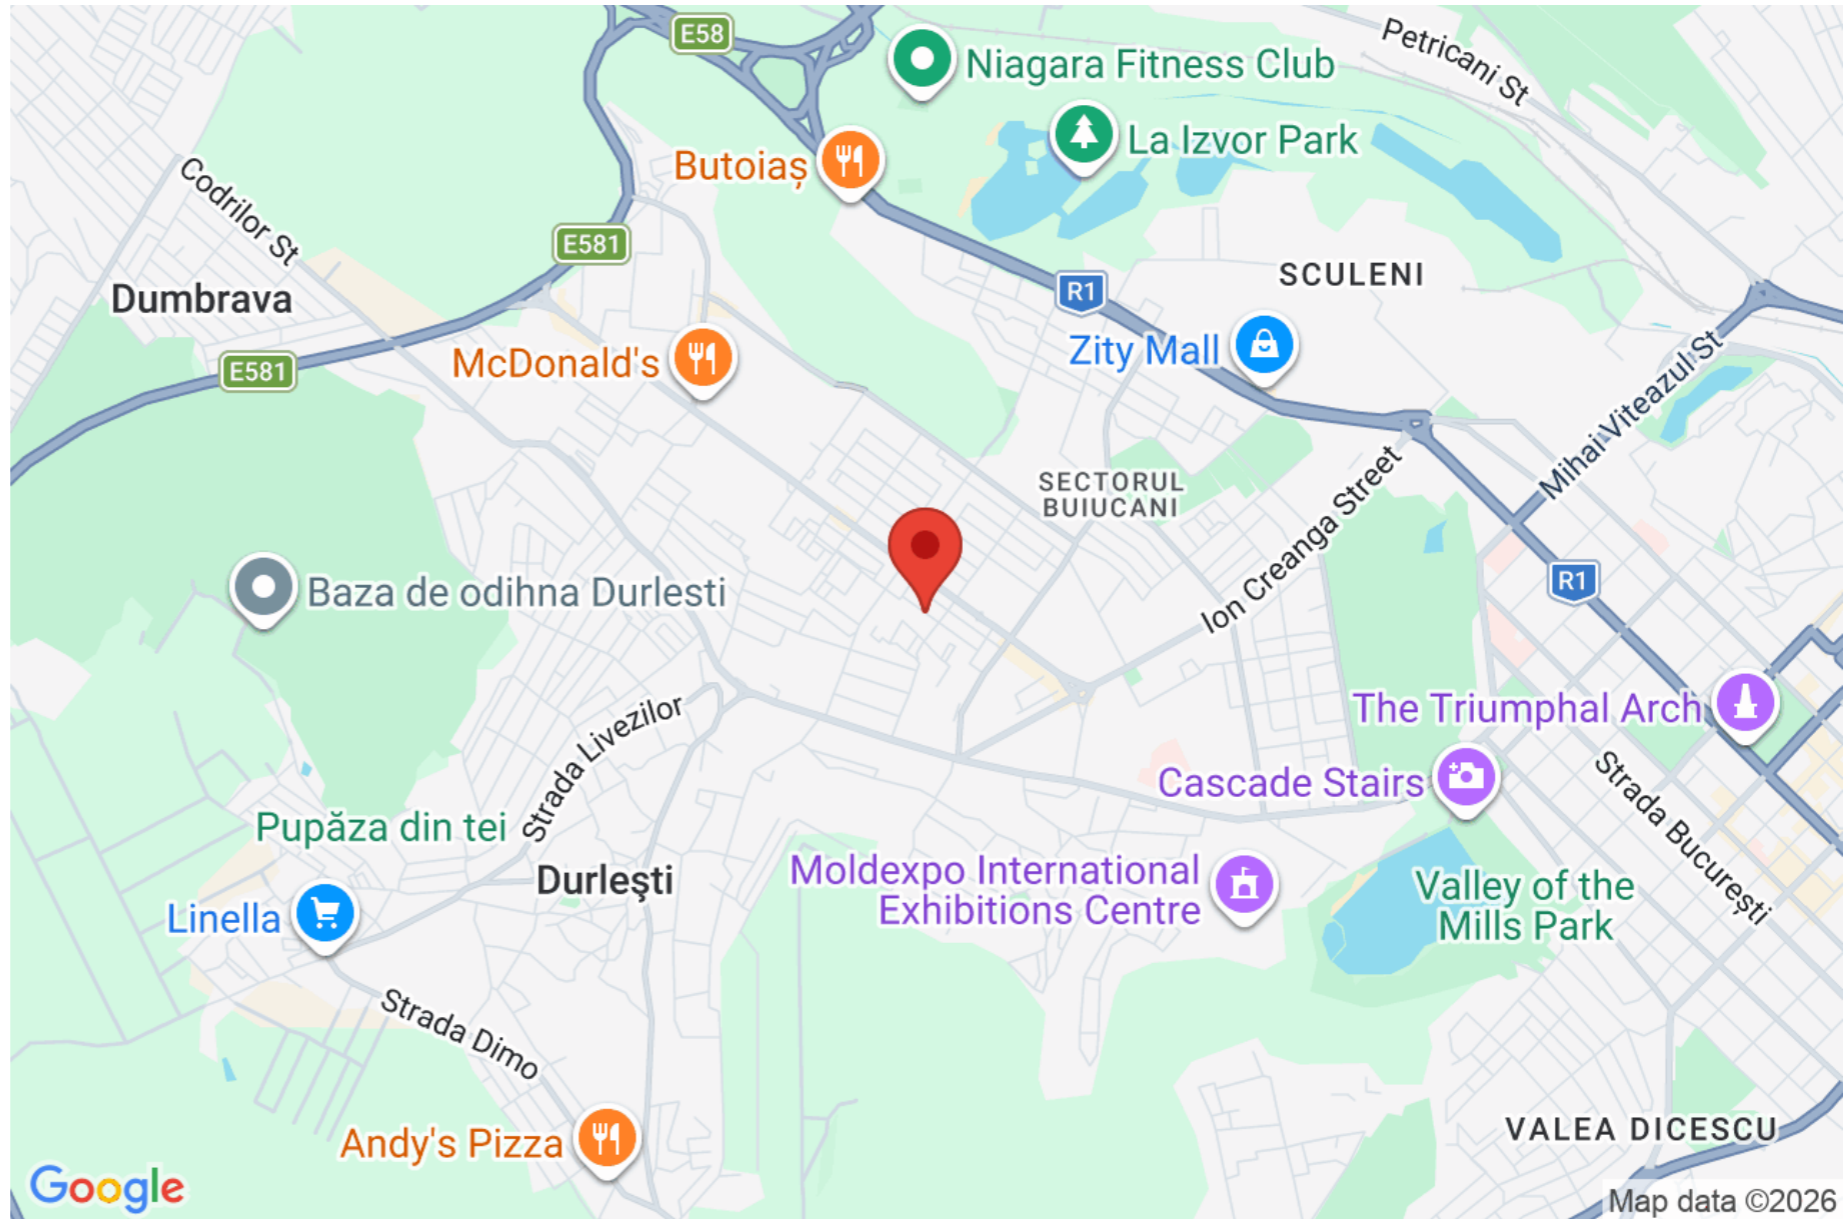 E58
Niagara Fitness Club
Petricani St
La Izvor Park
Butoiaș
Codrilor St
E581
SCULENI
R1
Dumbrava
Zity Mall
McDonald's
E581
Mihai Viteazul St
SECTORUL
BUIUCANI
Ion Creanga Street
R1
Baza de odihna Durlesti
The Triumphal Arch
Strada Livezilor
Cascade Stairs
Strada București
Pupăza din tei
Durleşti
Moldexpo International
Exhibitions Centre
Valley of the
Mills Park
Linella
Strada Dimo
Andy's Pizza
VALEA DICESCU
Google
Map data ©2026